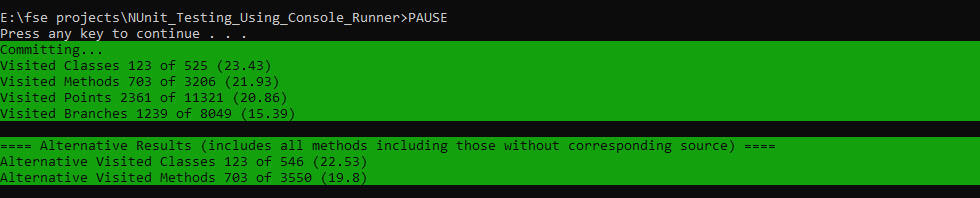 E:\fse projects\NUnit_Testing_Using_Console_Runner>PAUSE
Press any key to continue . . .
Committing...
Visited Classes 123 of 525 (23.43)
Visited Methods 703 of 3206 (21.93)
Visited Points 2361 of 11321 (20.86)
Visited Branches 1239 of 8049 (15.39)
==== Alternative Results (includes all methods including those without corresponding source) ====
Alternative Visited Classes 123 of 546 (22.53)
Alternative Visited Methods 703 of 3550 (19.8)